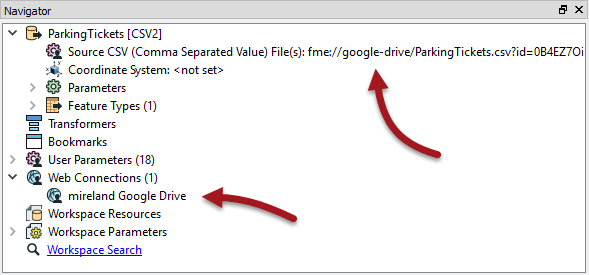 Navigator
ParkingTickets [CSV2]
Source CSV (Comma Separated Value) File(s): fme://google-drive/ParkingTickets.csv?id=0B4EZ7Oi
Coordinate System: <not set>
Parameters
Feature Types (1)
Transformers
Bookmarks
User Parameters (18)
Web Connections (1)
mireland Google Drive
Workspace Resources
Workspace Parameters
Workspace Search